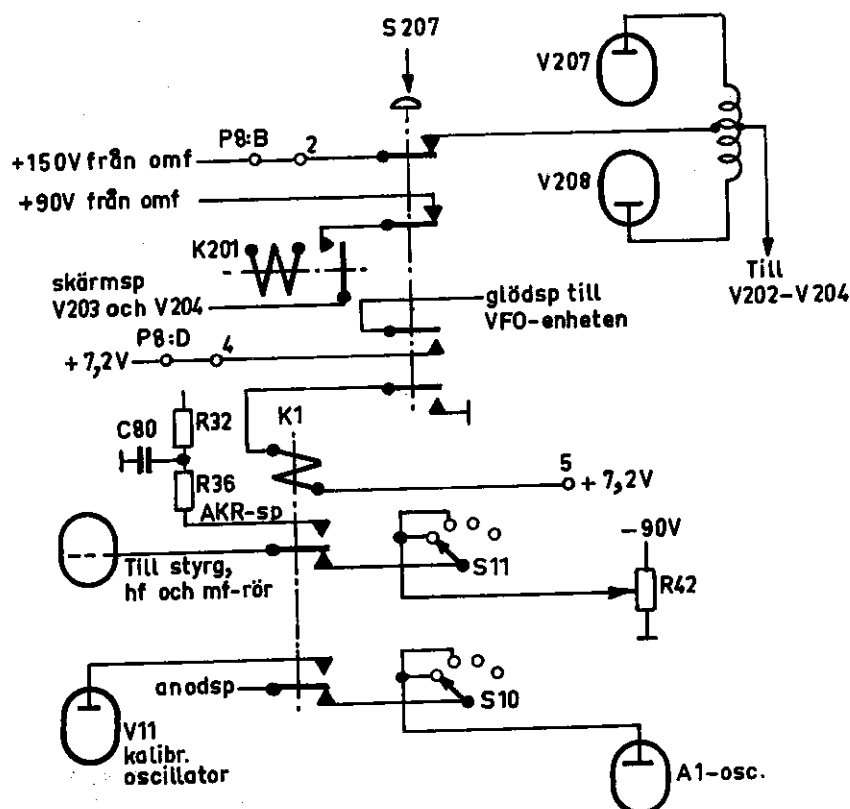 S207
V207
P8:B
2
+150V från omf
+90V från omf
V208
K201
skärmsp
V203 och V204
glödsp till
VFO-enheten
Till
V202-V204
P8:D
4
+7,2V
K1
C80
R32
R36
AKR-sp
5
+7,2V
-90V
Till styrg,
hf och mf-rör
S11
R42
anodsp
S10
V11
kalibr.
oscillator
A1-osc.